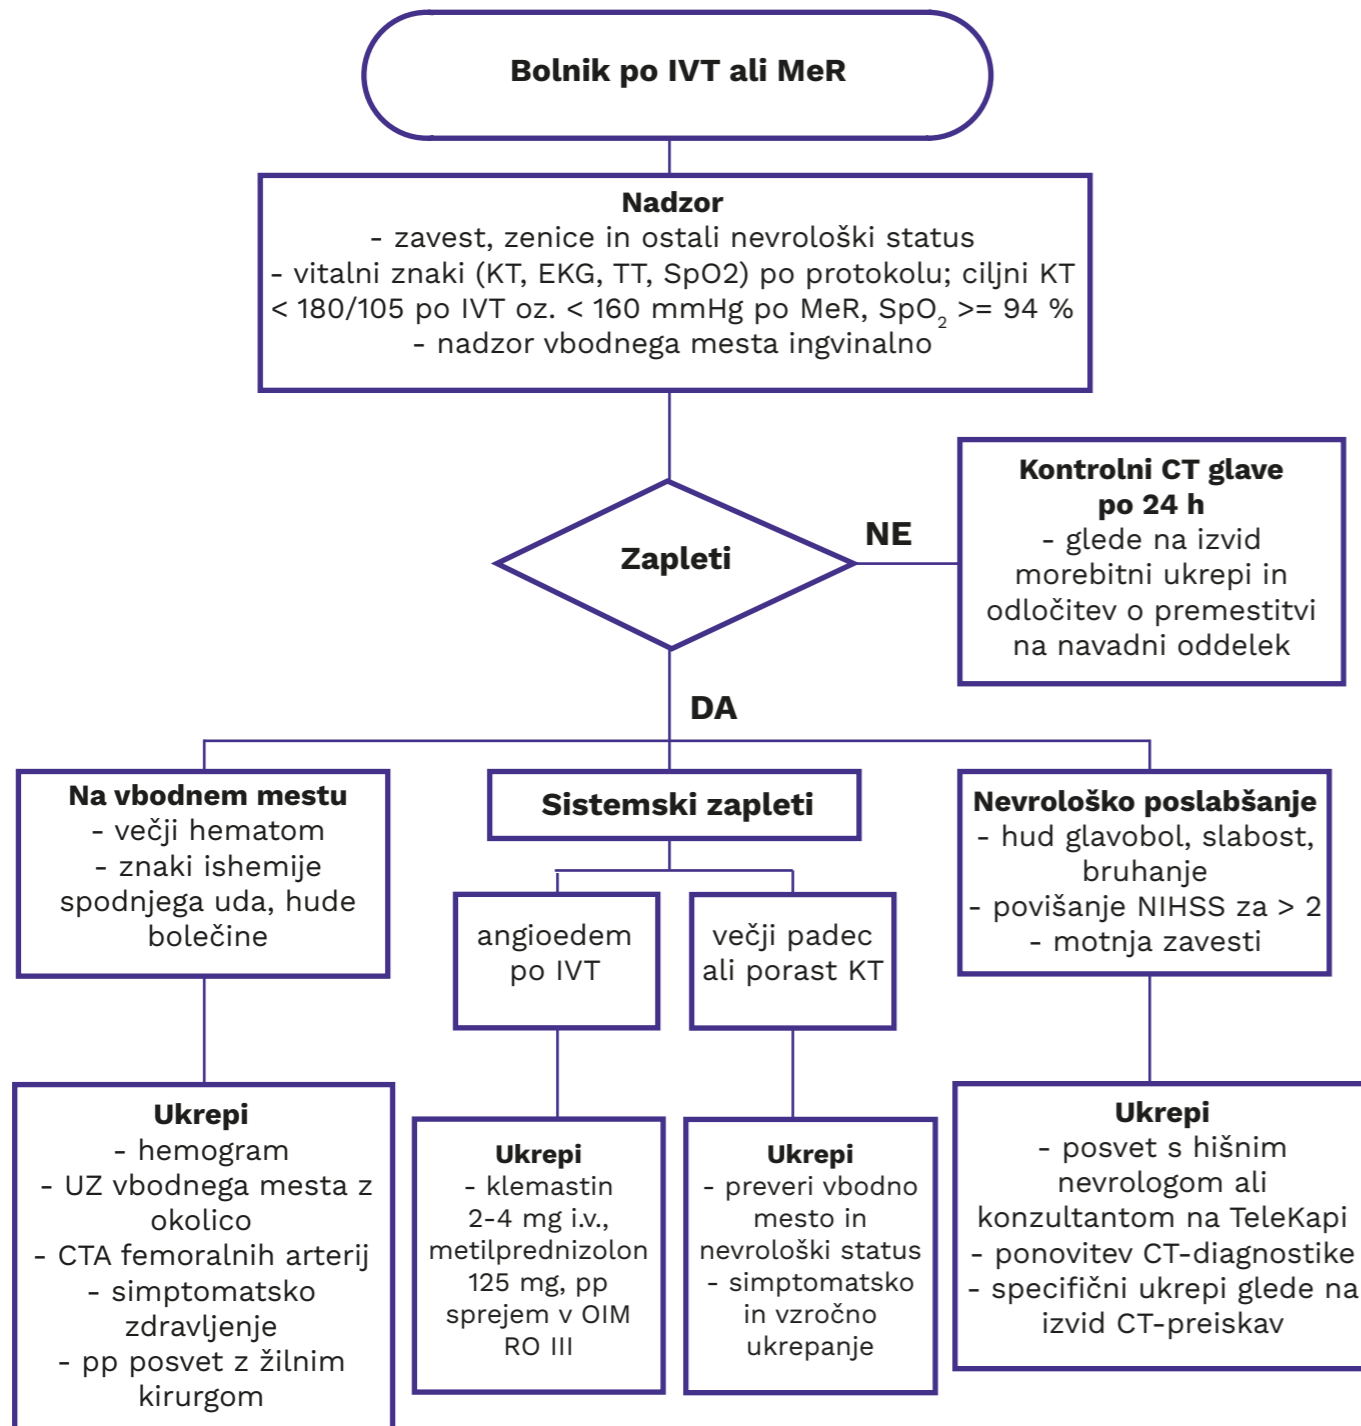 Bolnik po IVT ali MeR
Nadzor
- zavest, zenice in ostali nevrološki status
- vitalni znaki (KT, EKG, TT, SpO2) po protokolu; ciljni KT
< 180/105 po IVT oz. < 160 mmHg po MeR, SpO₂ >= 94 %
- nadzor vbodnega mesta ingvinalno
Zapleti
NE
Kontrolni CT glave
po 24 h
- glede na izvid
morebitni ukrepi in
odločitev o premestitvi
na navadni oddelek
DA
Na vbodnem mestu
- večji hematom
- znaki ishemije
spodnjega uda, hude
bolečine
Sistemski zapleti
Nevrološko poslabšanje
- hud glavobol, slabost,
bruhanje
- povišanje NIHSS za > 2
- motnja zavesti
angioedem
po IVT
večji padec
ali porast KT
Ukrepi
- hemogram
- UZ vbodnega mesta z
okolico
- CTA femoralnih arterij
- simptomatsko
zdravljenje
- pp posvet z žilnim
kirurgom
Ukrepi
- klemastin
2-4 mg i.v.,
metilprednizolon
125 mg, pp
sprejem v OIM
RO III
Ukrepi
- preveri vbodno
mesto in
nevrološki status
- simptomatsko
in vzročno
ukrepanje
Ukrepi
- posvet s hišnim
nevrologom ali
konzultantom na TeleKapi
- ponovitev CT-diagnostike
- specifični ukrepi glede na
izvid CT-preiskav